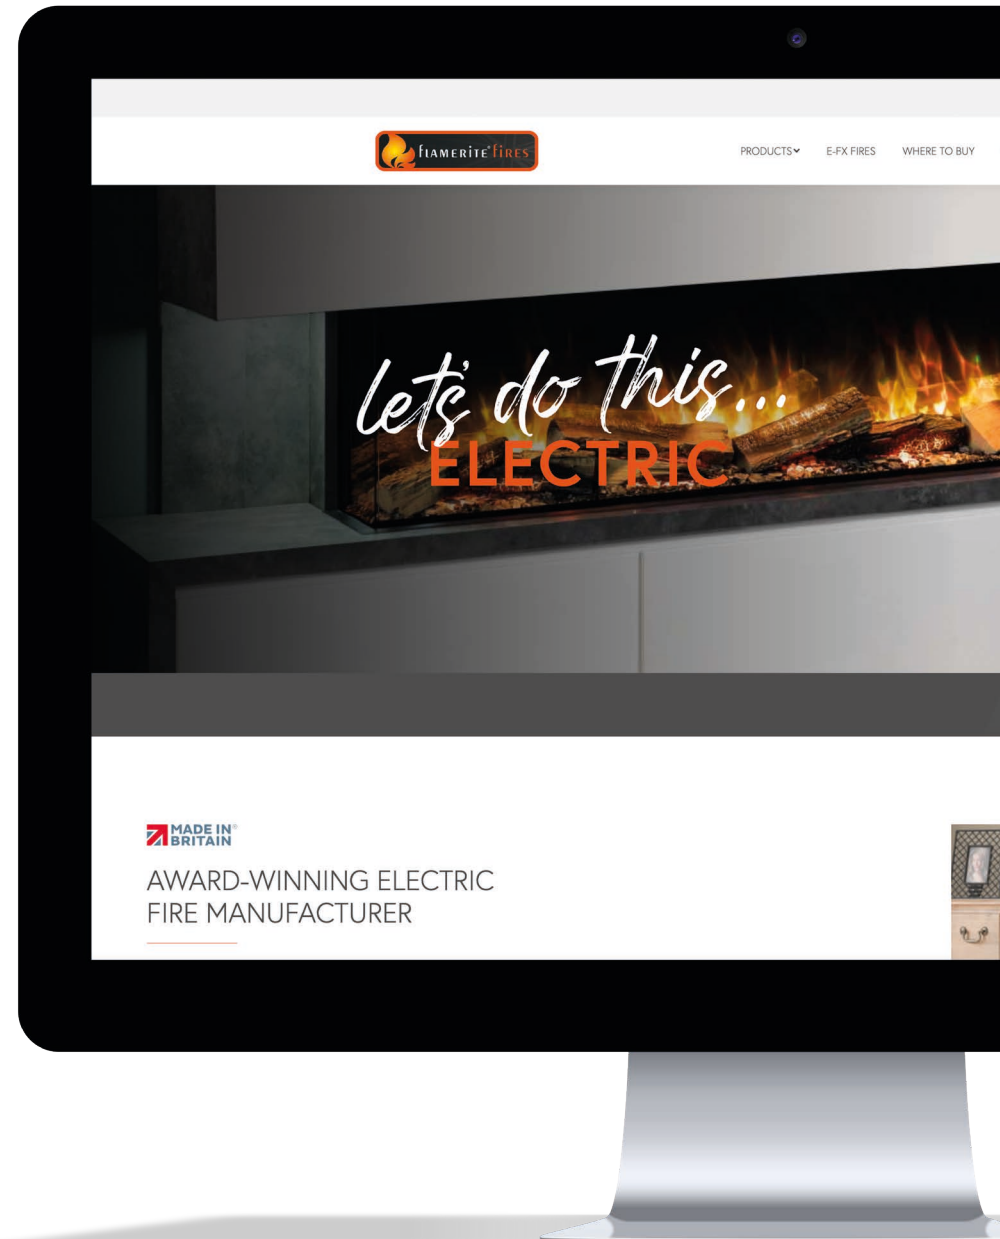 flamerite® fires
PRODUCTS
E-FX FIRES
WHERE TO BUY
let's do this...
ELECTRIC
MADE IN®
BRITAIN
AWARD-WINNING ELECTRIC
FIRE MANUFACTURER